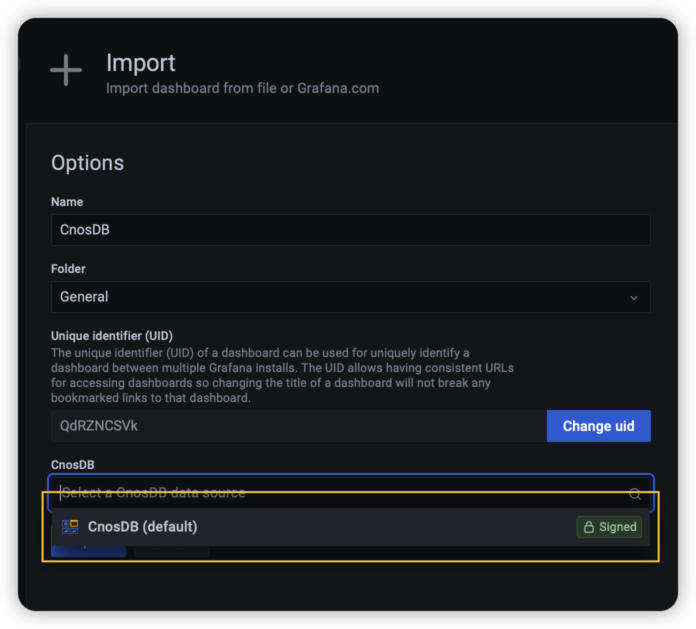 Import
Import dashboard from file or Grafana.com
Options
Name
CnosDB
Folder
General
Unique identifier (UID)
The unique identifier (UID) of a dashboard can be used for uniquely identify a
dashboard between multiple Grafana installs. The UID allows having consistent URLs
for accessing dashboards so changing the title of a dashboard will not break any
bookmarked links to that dashboard.
QdRZNCSVk
Change uid
CnosDB
Select a CnosDB data source
CnosDB (default)
Signed